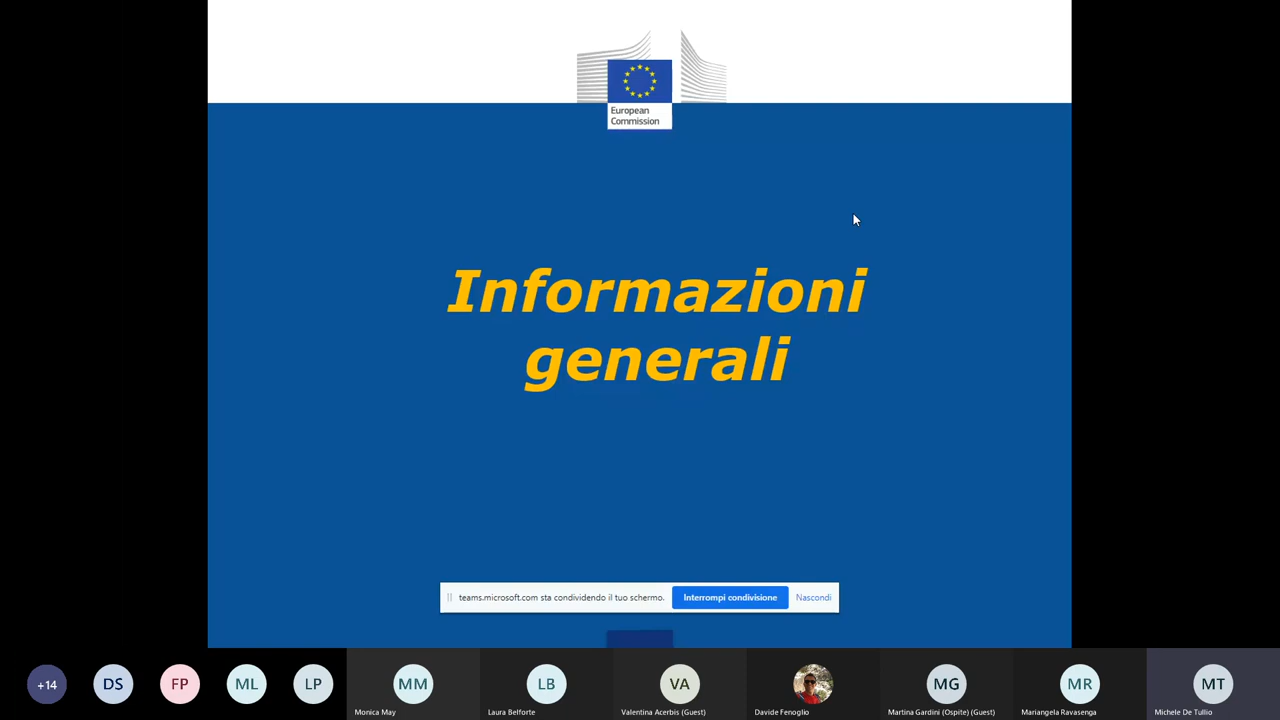 European
Commission
Informazioni
generali
teams.microsoft.com sta condividendo il tuo schermo.
Interrompi condivisione
Nascondi
+14
DS
FP
ML
LP
MM
LB
VA
MG
MR
MT
Monica May
Laura Belforte
Valentina Acerbis (Guest)
Davide Fenoglio
Martina Gardini (Ospite) (Guest)
Mariangela Ravasenga
Michele De Tullio